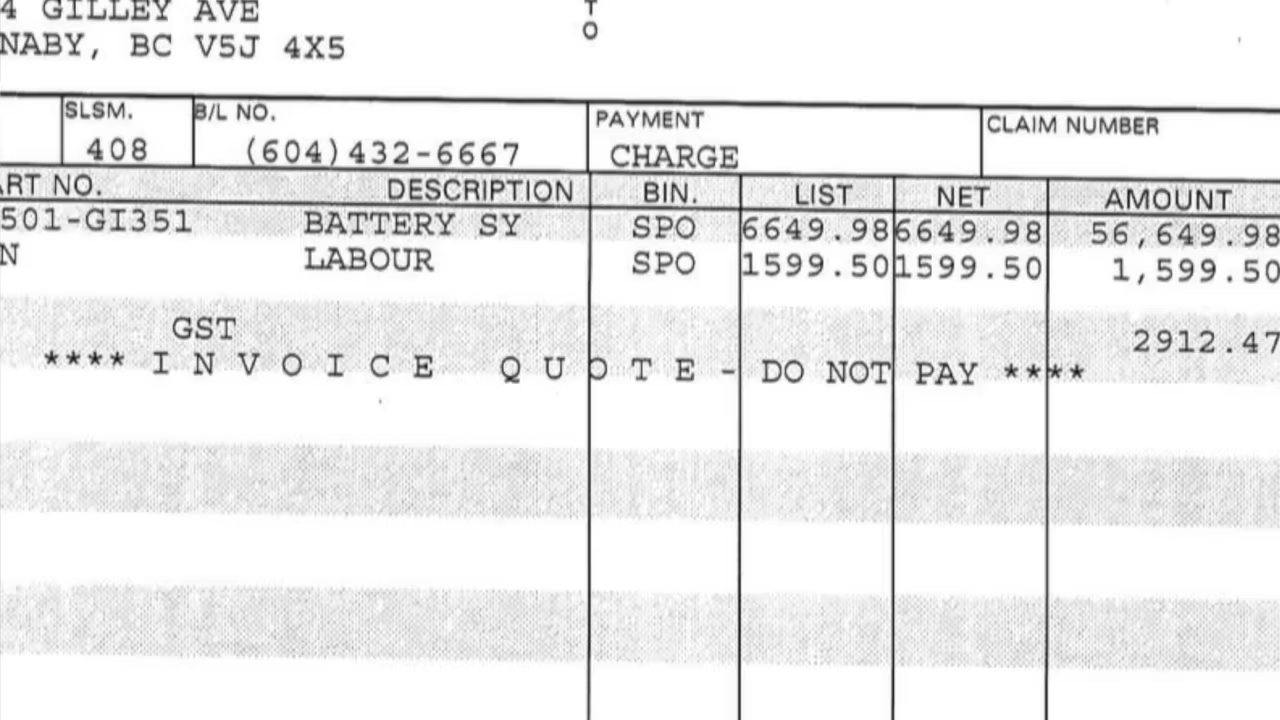 4 GILLEY AVE
T
O
NABY, BC V5J 4X5
SLSM.
B/L NO.
PAYMENT
CLAIM NUMBER
408
(604)432-6667
CHARGE
ART NO. DESCRIPTION BIN. LIST NET AMOUNT
501-GI351 BATTERY SY SPO 6649.98 6649.98 56,649.98
N LABOUR SPO 1599.50 1599.50 1,599.50
GST 2912.47
**** I N V O I C E Q U O T E - DO NOT PAY ****